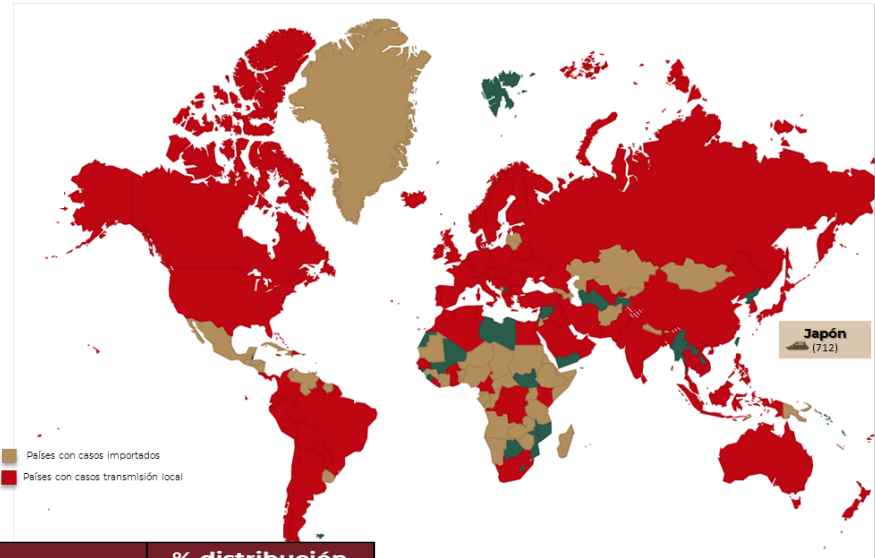 Japón
(712)
Países con casos importados
Países con casos transmisión local
% distribución